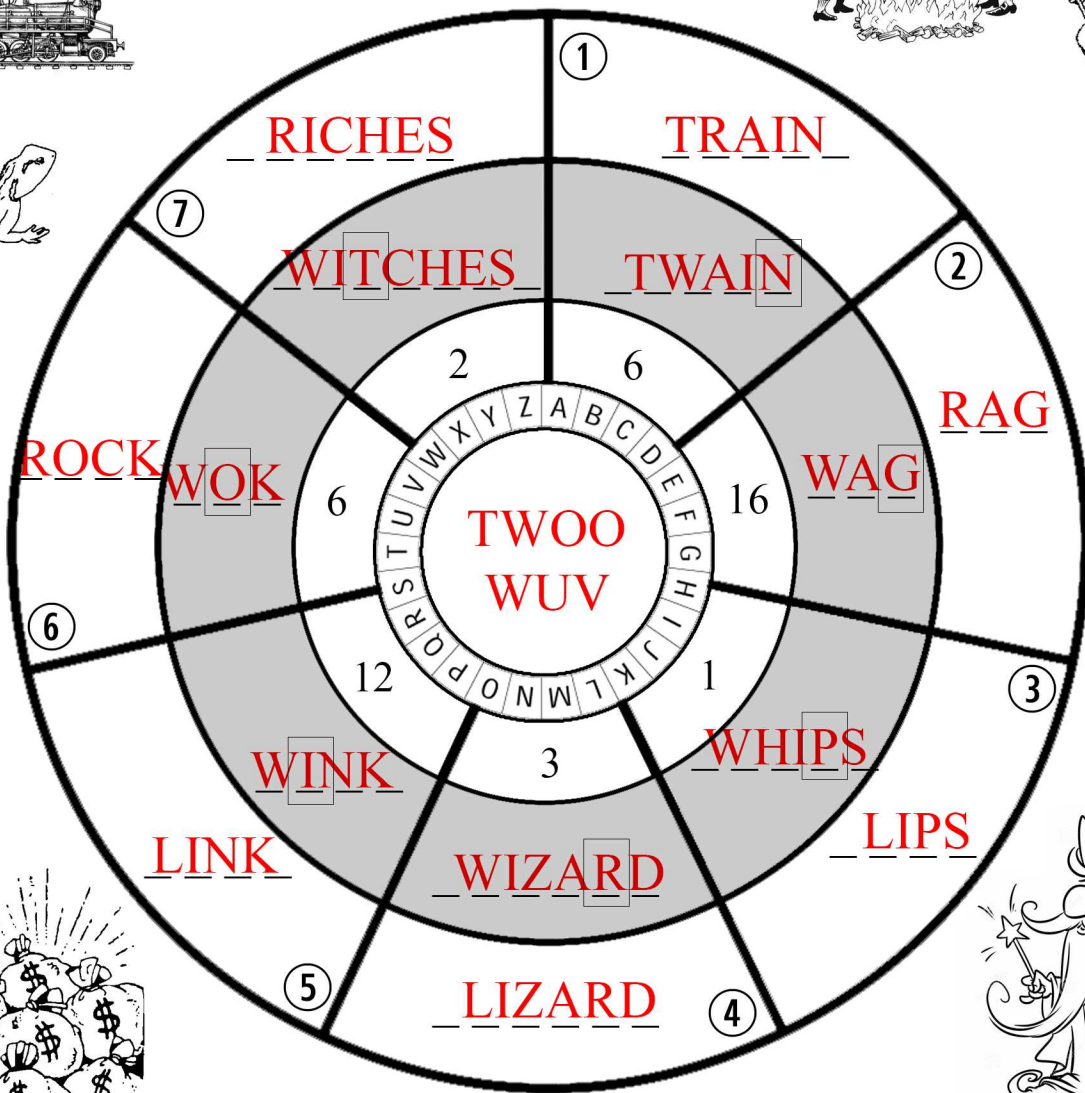 ①
RICHES
TRAIN
⑦
WITCHES
TWAIN
②
2
6
Z A B C D E F G H I J K L M N O P Q R S T U V W X Y
RAG
ROCK
WOK
6
16
WAG
TWOO
WUV
⑥
12
1
③
3
WHIPS
WINK
LIPS
LINK
WIZARD
⑤
LIZARD
④
$
$
$
$
$